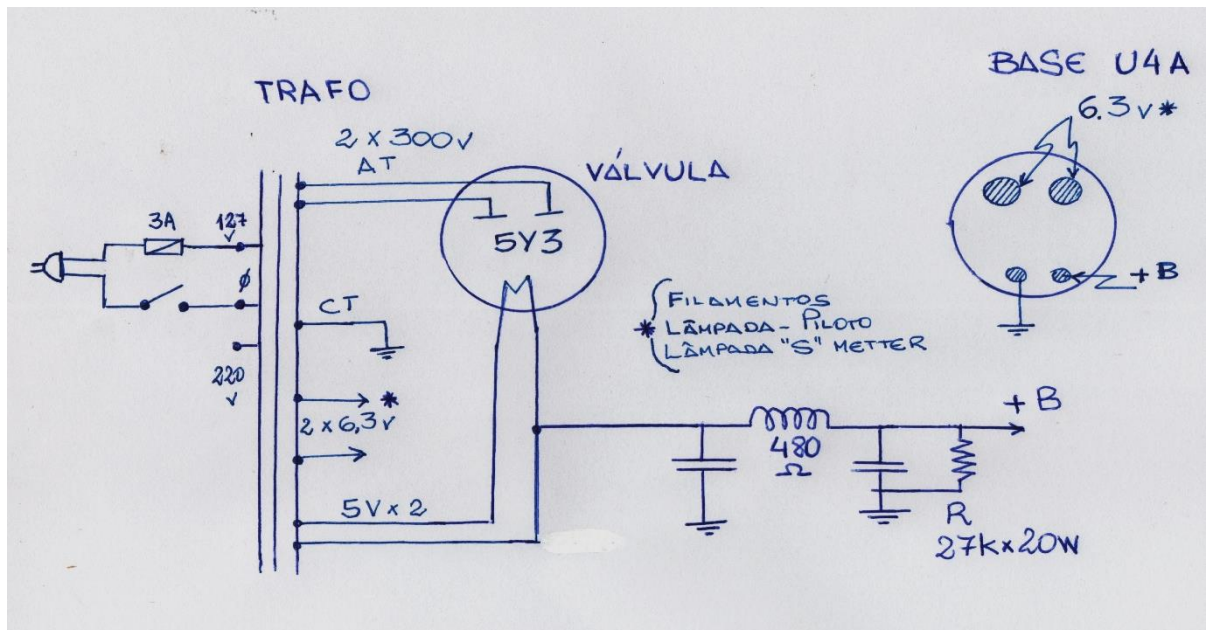 BASE U4A
6.3V*
+B
TRAFO
2 x 300V
AT
VÁLVULA
5Y3
3A
127
V
Ø
220
V
CT
* FILAMENTOS
LÂMPADA-PILOTO
LÂMPADA "S" METTER
*
2 x 6,3V
5V x 2
480
Ω
+B
R
27K x 20W